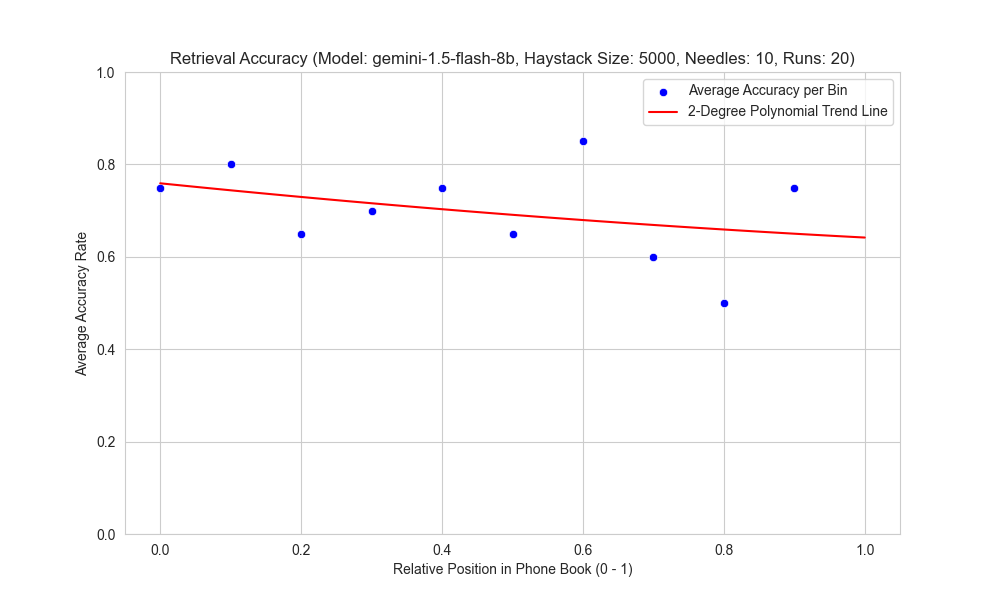 Retrieval Accuracy (Model: gemini-1.5-flash-8b, Haystack Size: 5000, Needles: 10, Runs: 20)
Average Accuracy per Bin
2-Degree Polynomial Trend Line
Average Accuracy Rate
1.0
0.8
0.6
0.4
0.2
0.0
0.0 0.2 0.4 0.6 0.8 1.0
Relative Position in Phone Book (0 - 1)